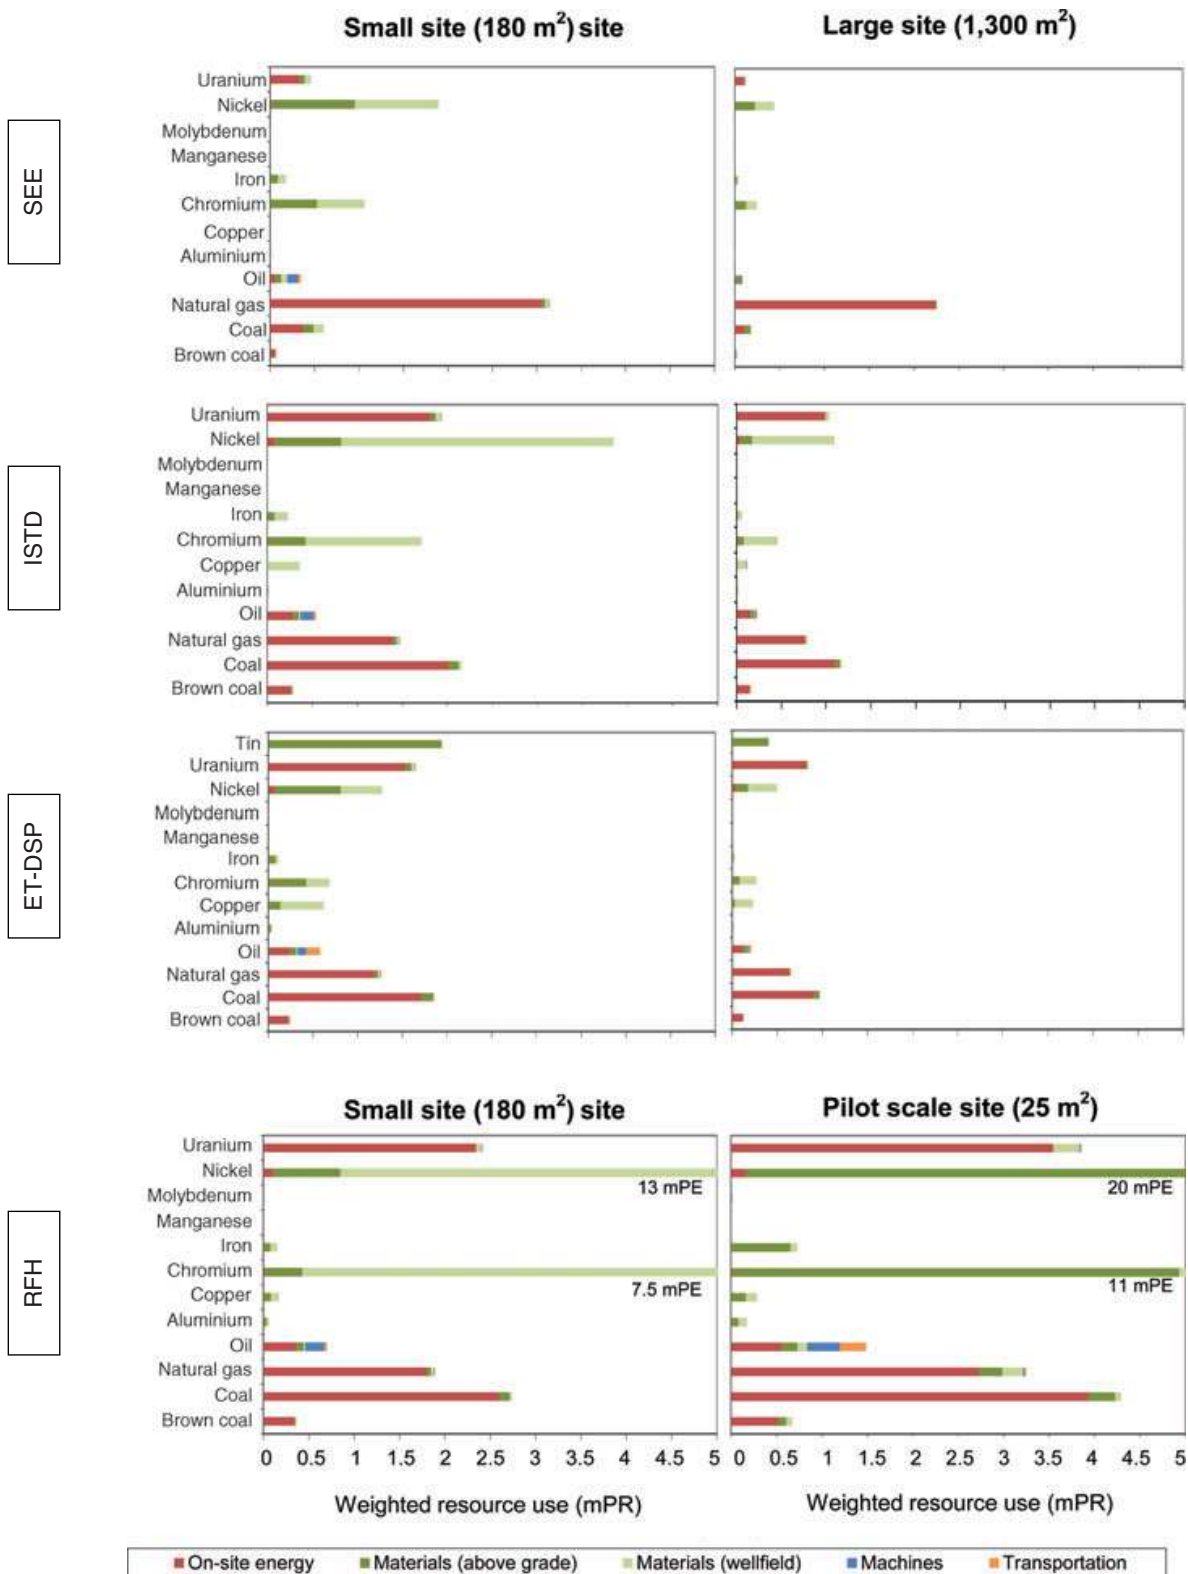 Small site (180 m²) site
Large site (1,300 m²)
SEE
Uranium
Nickel
Molybdenum
Manganese
Iron
Chromium
Copper
Aluminium
Oil
Natural gas
Coal
Brown coal
ISTD
Uranium
Nickel
Molybdenum
Manganese
Iron
Chromium
Copper
Aluminium
Oil
Natural gas
Coal
Brown coal
ET-DSP
Tin
Uranium
Nickel
Molybdenum
Manganese
Iron
Chromium
Copper
Aluminium
Oil
Natural gas
Coal
Brown coal
Small site (180 m²) site
Pilot scale site (25 m²)
RFH
Uranium
Nickel
13 mPE
20 mPE
Molybdenum
Manganese
Iron
Chromium
7.5 mPE
11 mPE
Copper
Aluminium
Oil
Natural gas
Coal
Brown coal
0 0.5 1 1.5 2 2.5 3 3.5 4 4.5 5
0 0.5 1 1.5 2 2.5 3 3.5 4 4.5 5
Weighted resource use (mPR)
Weighted resource use (mPR)
On-site energy Materials (above grade) Materials (wellfield) Machines Transportation